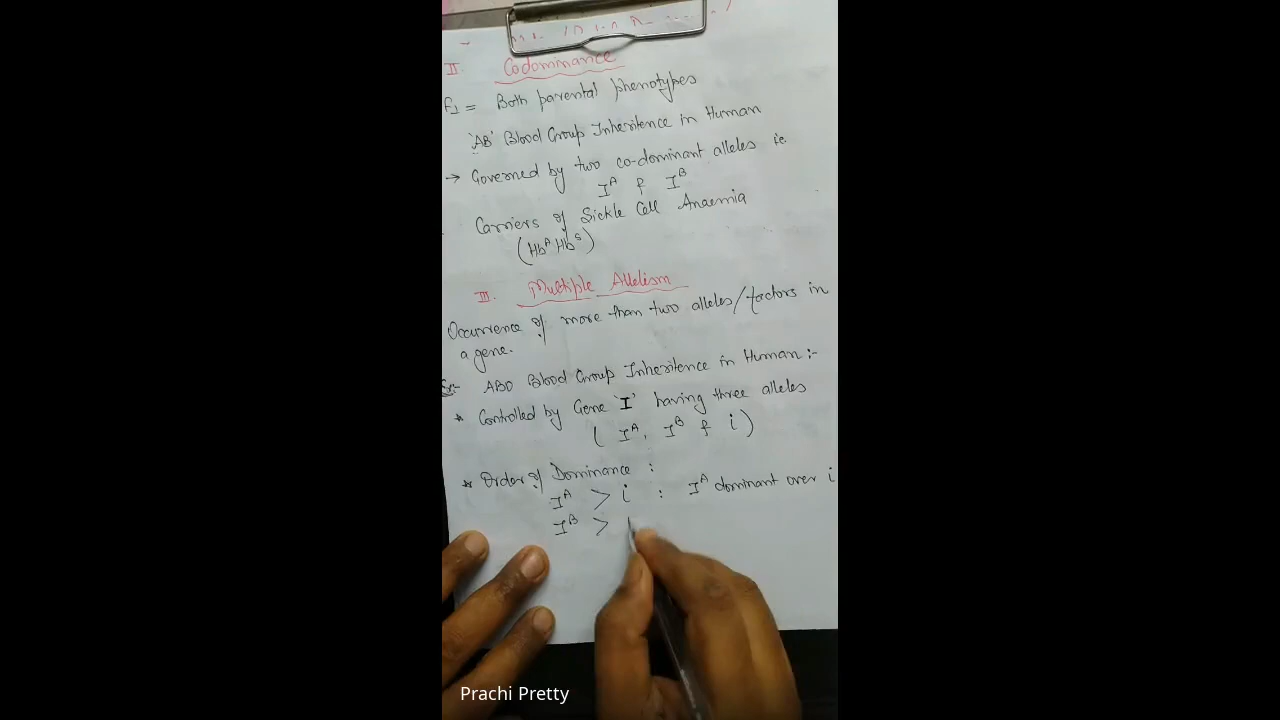 II. Codominance
F1 = Both parental phenotypes
'AB' Blood Group Inheritence in Human
→ Governed by two co-dominant alleles ie.
I^A & I^B
Carriers of Sickle Cell Anaemia
(Hb^A Hb^S)
III. Multiple Allelism
Occurrence of more than two alleles/factors in
a gene.
Ex:- ABO Blood Group Inheritence in Human :-
* Controlled by Gene 'I' having three alleles
( I^A, I^B & i )
* Order of Dominance :
I^A > i : I^A dominant over i
I^B >
Prachi Pretty